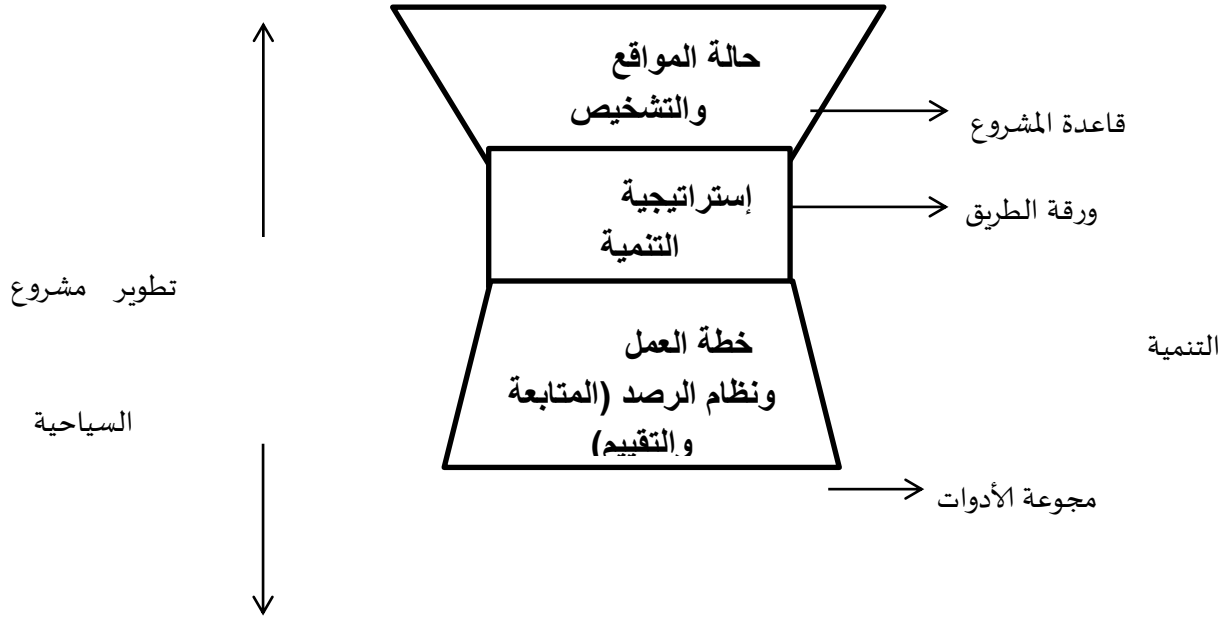 حالة المواقع
والتشخيص
قاعدة المشروع
إستراتيجية
التنمية
ورقة الطريق
تطوير مشروع
التنمية
السياحية
خطة العمل
ونظام الرصد (المتابعة
والتقييم)
مجوعة الأدوات